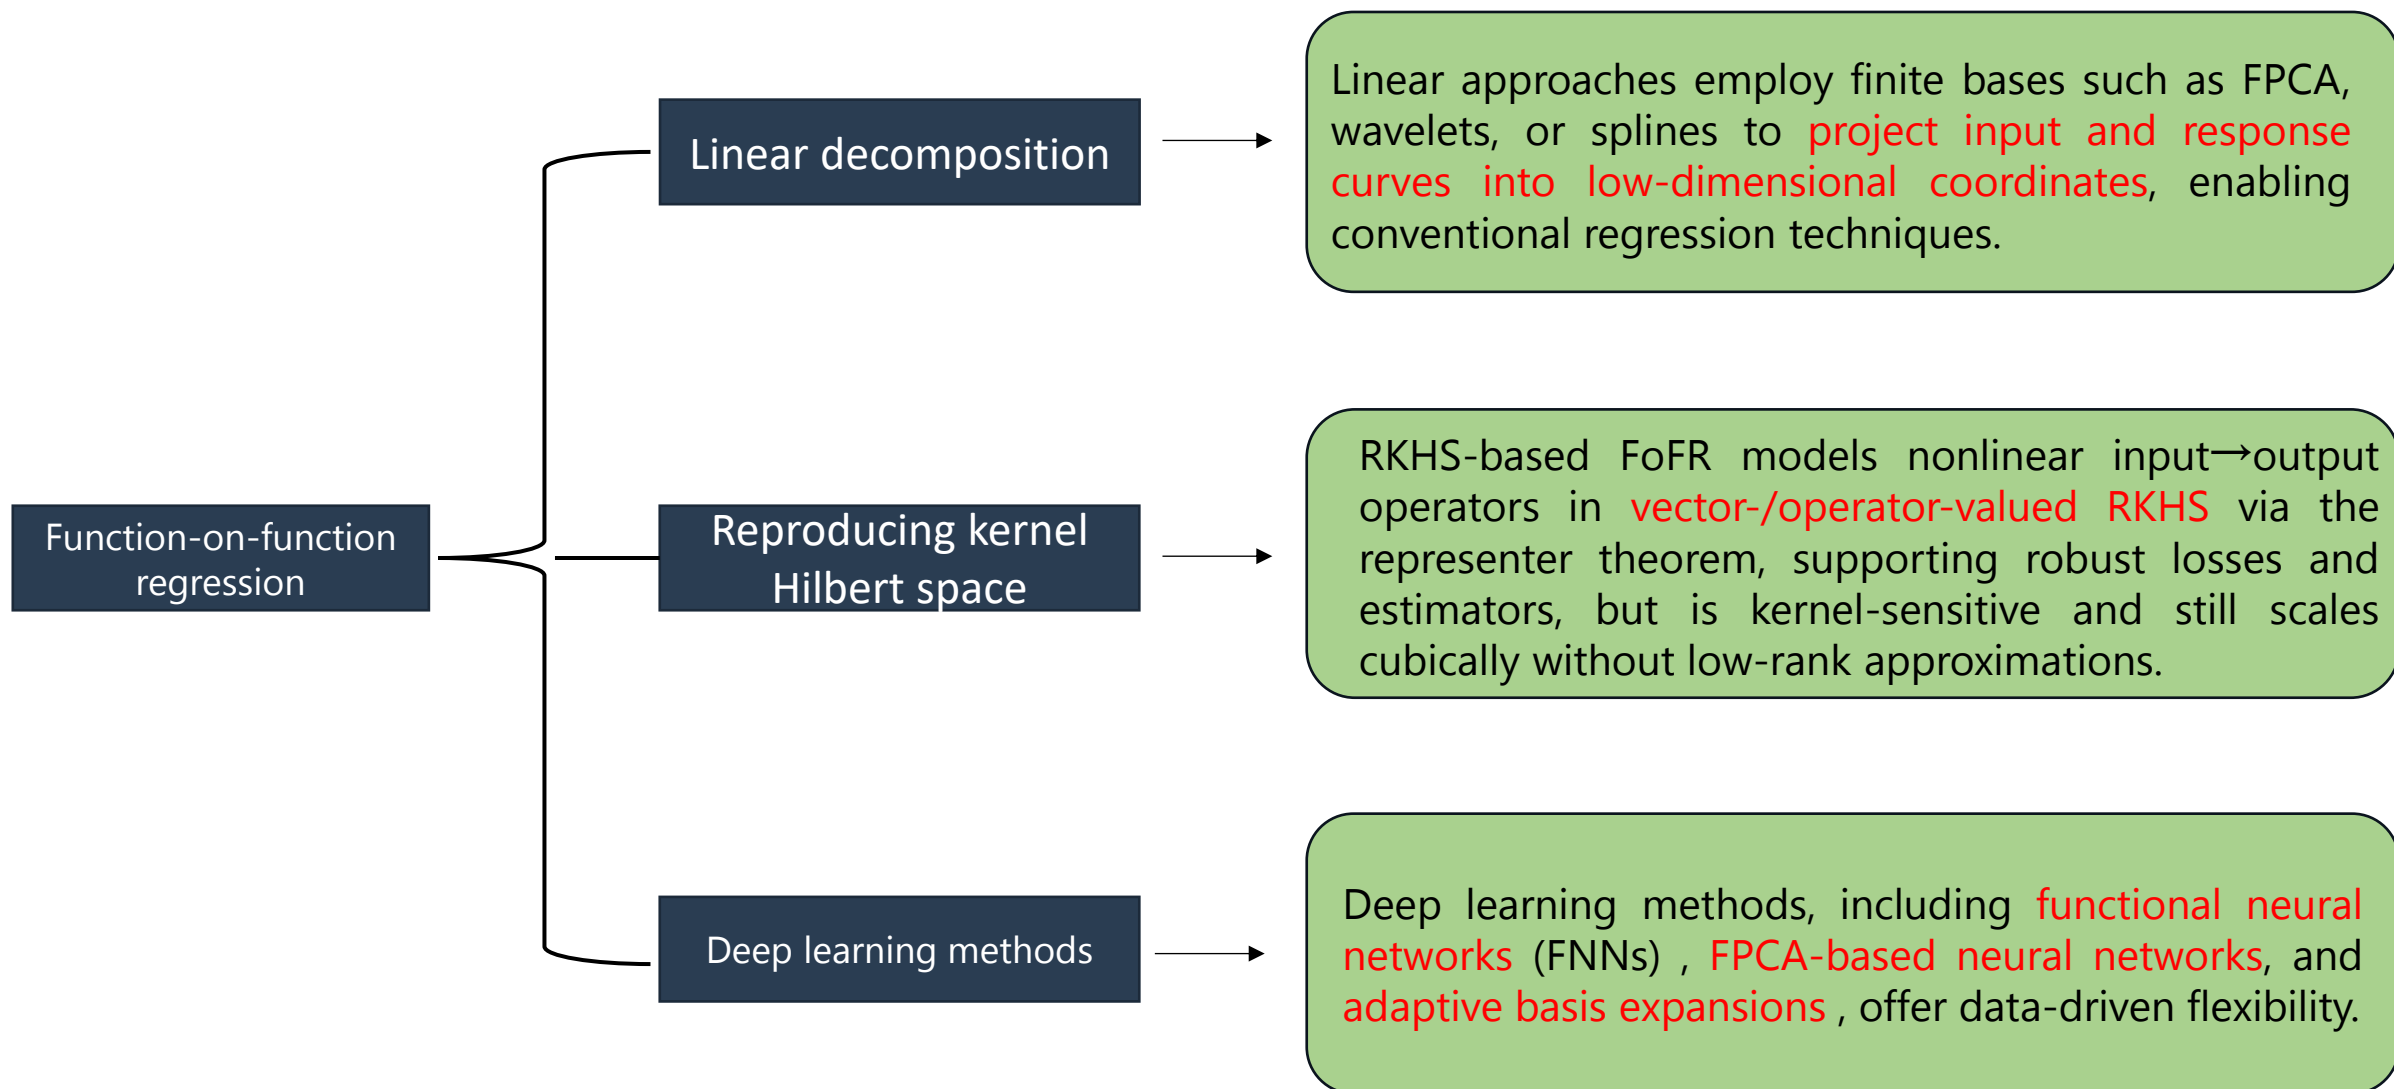 Function-on-function
regression
Linear decomposition
Linear approaches employ finite bases such as FPCA,
wavelets, or splines to project input and response
curves into low-dimensional coordinates, enabling
conventional regression techniques.
Reproducing kernel
Hilbert space
RKHS-based FoFR models nonlinear input→output
operators in vector-/operator-valued RKHS via the
representer theorem, supporting robust losses and
estimators, but is kernel-sensitive and still scales
cubically without low-rank approximations.
Deep learning methods
Deep learning methods, including functional neural
networks (FNNs) , FPCA-based neural networks, and
adaptive basis expansions , offer data-driven flexibility.